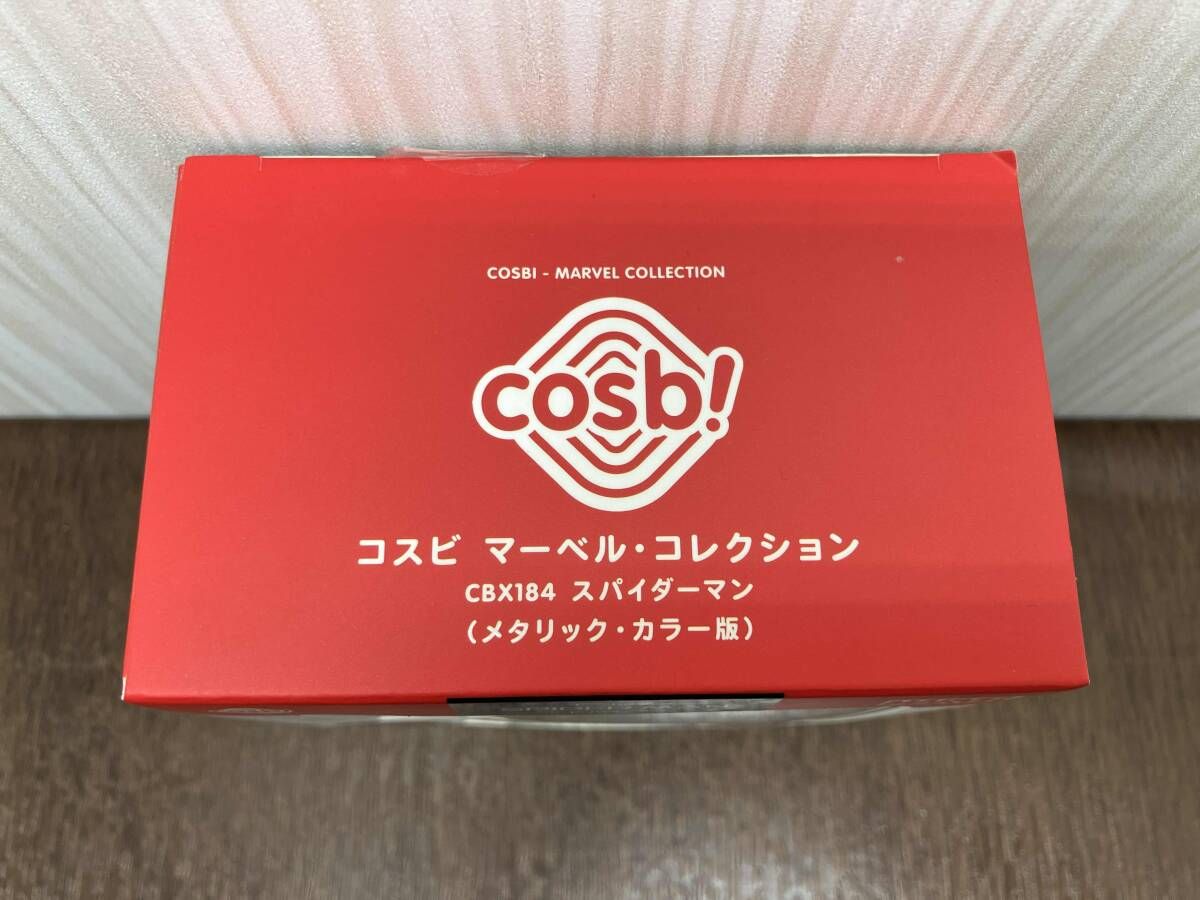 COSBI - MARVEL COLLECTION
cosb!
コスビ マーベル・コレクション
CBX184 スパイダーマン
（メタリック・カラー版）